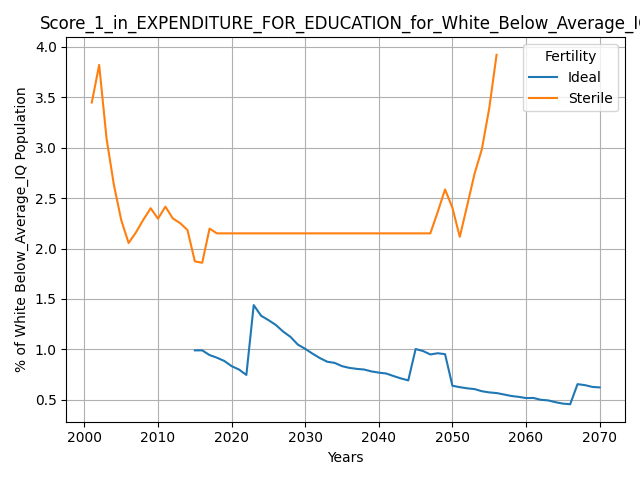 Score_1_in_EXPENDITURE_FOR_EDUCATION_for_White_Below_Average_IQ
% of White Below_Average_IQ Population
4.0
3.5
3.0
2.5
2.0
1.5
1.0
0.5
Fertility
Ideal
Sterile
2000 2010 2020 2030 2040 2050 2060 2070
Years